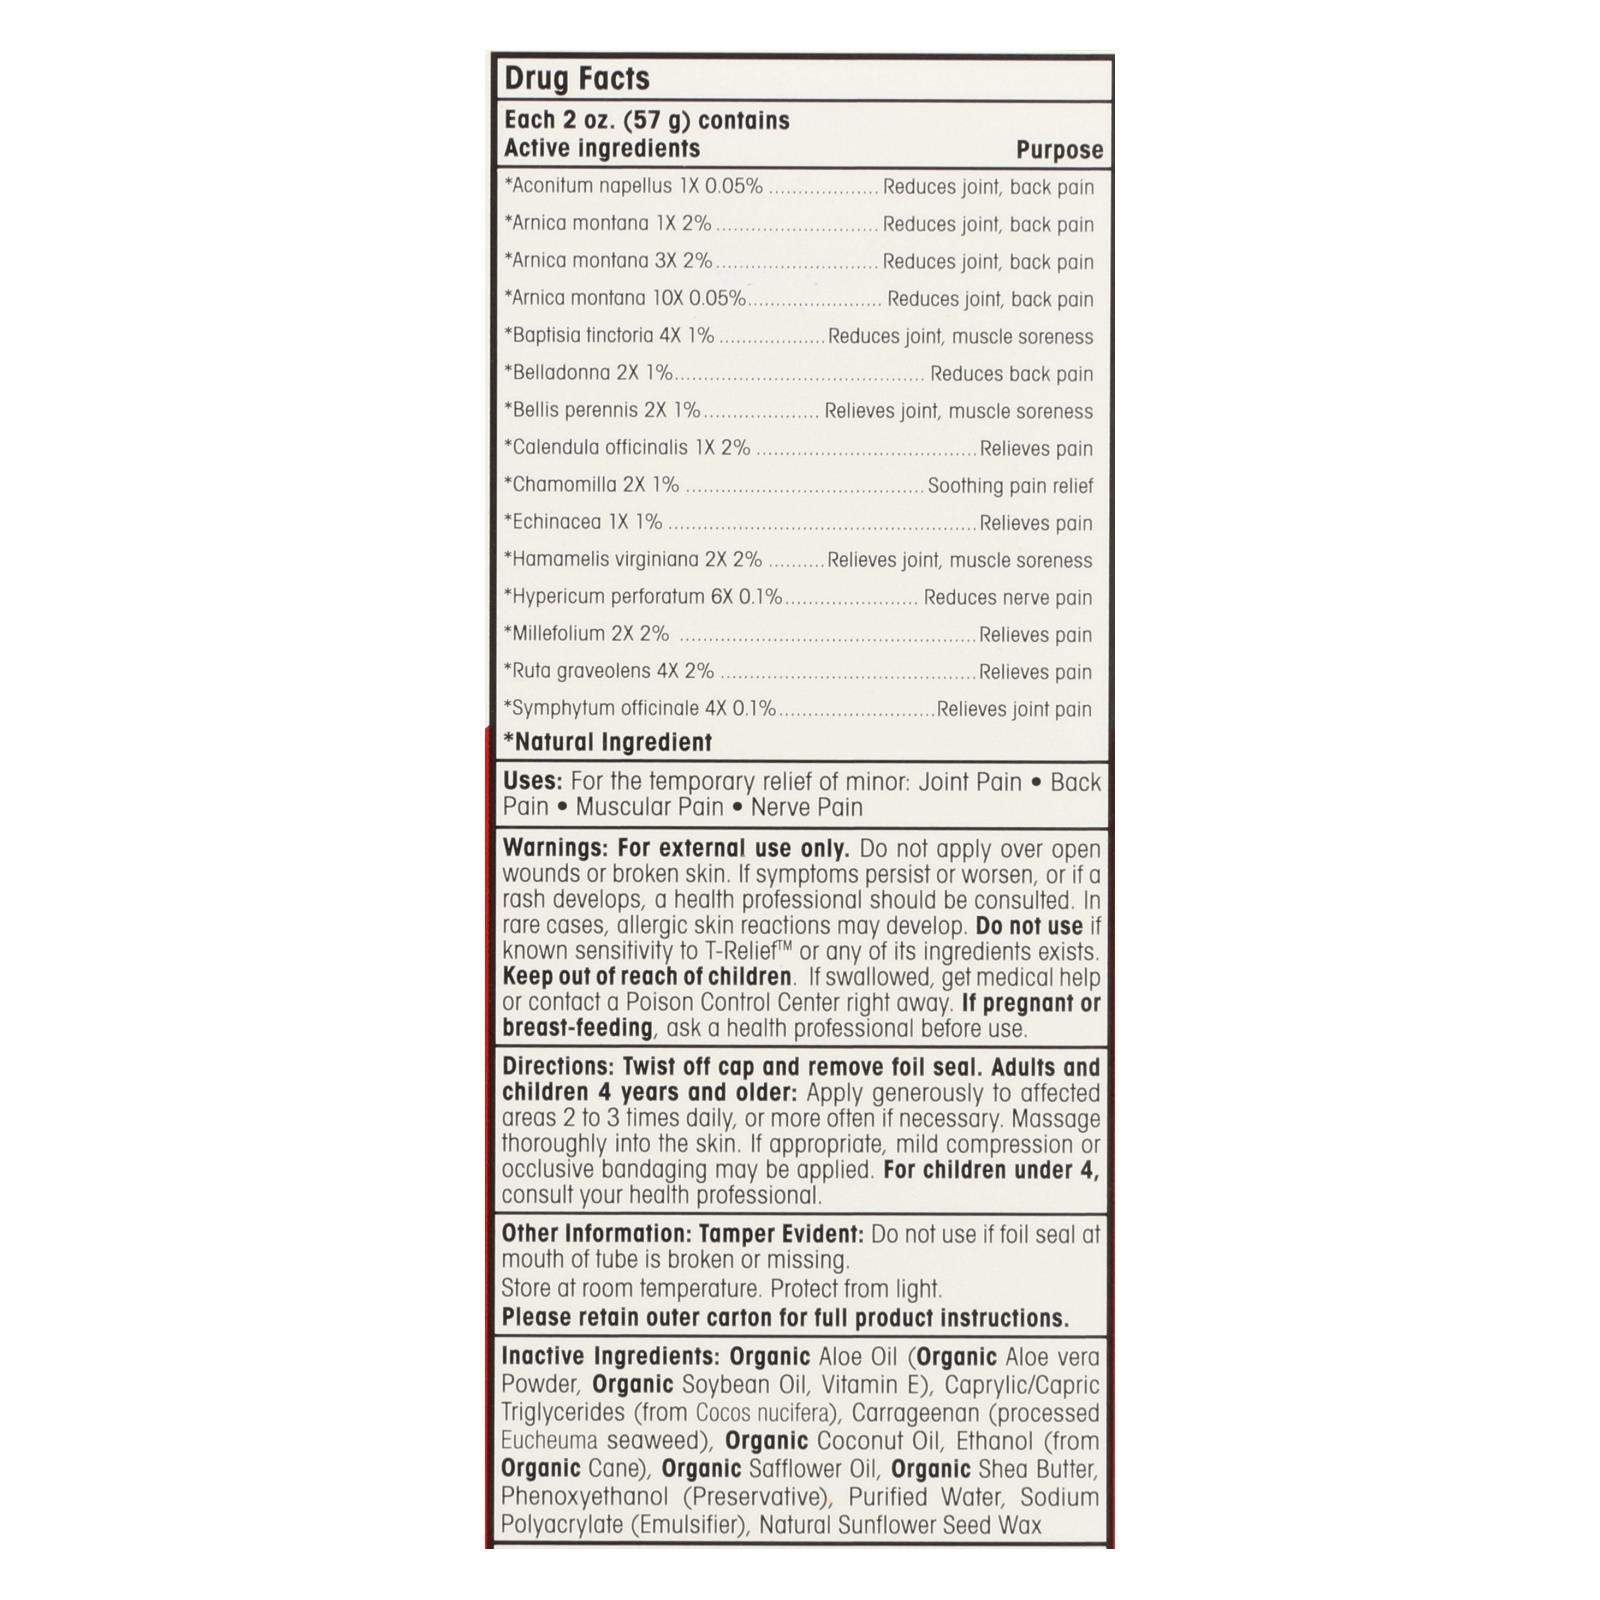 Drug Facts
Each 2 oz. (57 g) contains
Active ingredients Purpose
*Aconitum napellus 1X 0.05% .................. Reduces joint, back pain
*Arnica montana 1X 2% ........................... Reduces joint, back pain
*Arnica montana 3X 2% ........................... Reduces joint, back pain
*Arnica montana 10X 0.05% ...................... Reduces joint, back pain
*Baptisia tinctoria 4X 1% .................. Reduces joint, muscle soreness
*Belladonna 2X 1% .......................................... Reduces back pain
*Bellis perennis 2X 1% ................... Relieves joint, muscle soreness
*Calendula officinalis 1X 2% ..................................... Relieves pain
*Chamomilla 2X 1% ........................................ Soothing pain relief
*Echinacea 1X 1% .................................................... Relieves pain
*Hamamelis virginiana 2X 2% ......... Relieves joint, muscle soreness
*Hypericum perforatum 6X 0.1% ...................... Reduces nerve pain
*Millefolium 2X 2% .................................................. Relieves pain
*Ruta graveolens 4X 2% ........................................... Relieves pain
*Symphytum officinale 4X 0.1% .......................... Relieves joint pain
*Natural Ingredient
Uses: For the temporary relief of minor: Joint Pain • Back
Pain • Muscular Pain • Nerve Pain
Warnings: For external use only. Do not apply over open
wounds or broken skin. If symptoms persist or worsen, or if a
rash develops, a health professional should be consulted. In
rare cases, allergic skin reactions may develop. Do not use if
known sensitivity to T-Relief™ or any of its ingredients exists.
Keep out of reach of children. If swallowed, get medical help
or contact a Poison Control Center right away. If pregnant or
breast-feeding, ask a health professional before use.
Directions: Twist off cap and remove foil seal. Adults and
children 4 years and older: Apply generously to affected
areas 2 to 3 times daily, or more often if necessary. Massage
thoroughly into the skin. If appropriate, mild compression or
occlusive bandaging may be applied. For children under 4,
consult your health professional.
Other Information: Tamper Evident: Do not use if foil seal at
mouth of tube is broken or missing.
Store at room temperature. Protect from light.
Please retain outer carton for full product instructions.
Inactive Ingredients: Organic Aloe Oil (Organic Aloe vera
Powder, Organic Soybean Oil, Vitamin E), Caprylic/Capric
Triglycerides (from Cocos nucifera), Carrageenan (processed
Eucheuma seaweed), Organic Coconut Oil, Ethanol (from
Organic Cane), Organic Safflower Oil, Organic Shea Butter,
Phenoxyethanol (Preservative), Purified Water, Sodium
Polyacrylate (Emulsifier), Natural Sunflower Seed Wax